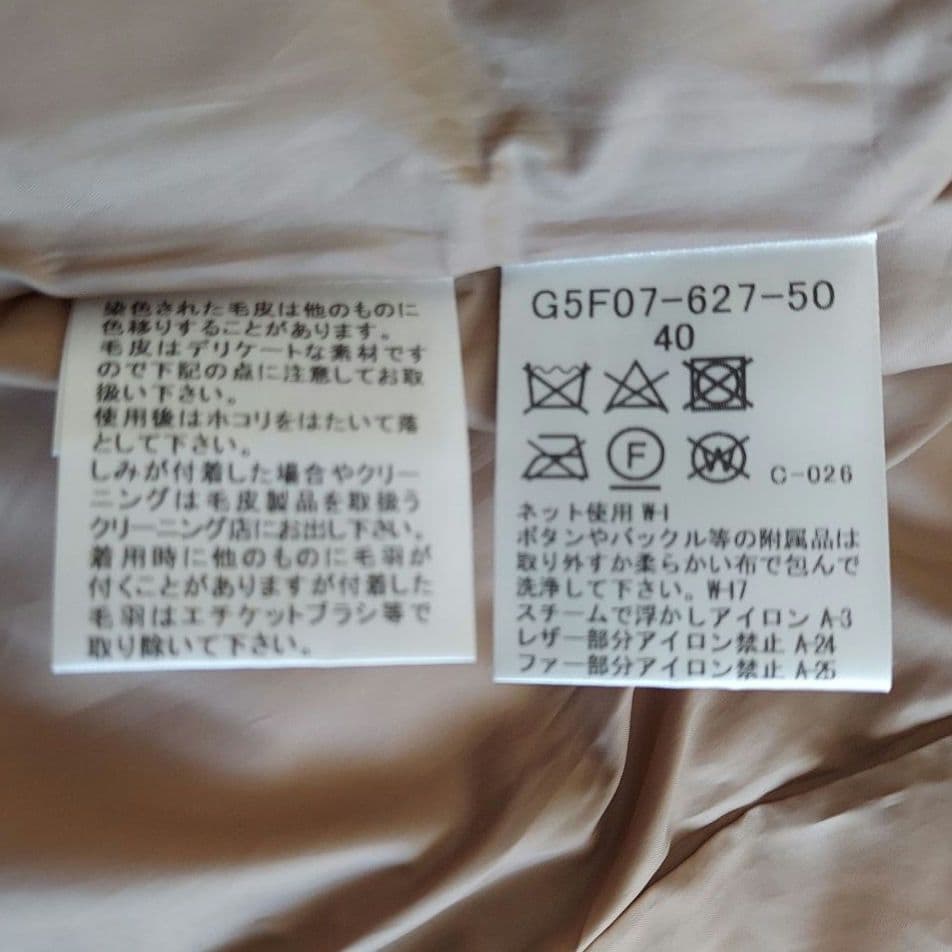 染色された毛皮は他のものに
色移りすることがあります。
毛皮はデリケートな素材です
ので下記の点に注意してお取
扱い下さい。
使用後はホコリをはたいて落
として下さい。
しみが付着した場合やクリー
ニングは毛皮製品を取扱う
クリーニング店にお出し下さい。
着用時に他のものに毛羽が
付くことがありますが付着した
毛羽はエチケットブラシ等で
取り除いて下さい。
G5F07-627-50
40
F
W
C-026
ネット使用 W-1
ボタンやバックル等の附属品は
取り外すか柔らかい布で包んで
洗浄して下さい。W-17
スチームで浮かしアイロン A-3
レザー部分アイロン禁止 A-24
ファー部分アイロン禁止 A-25